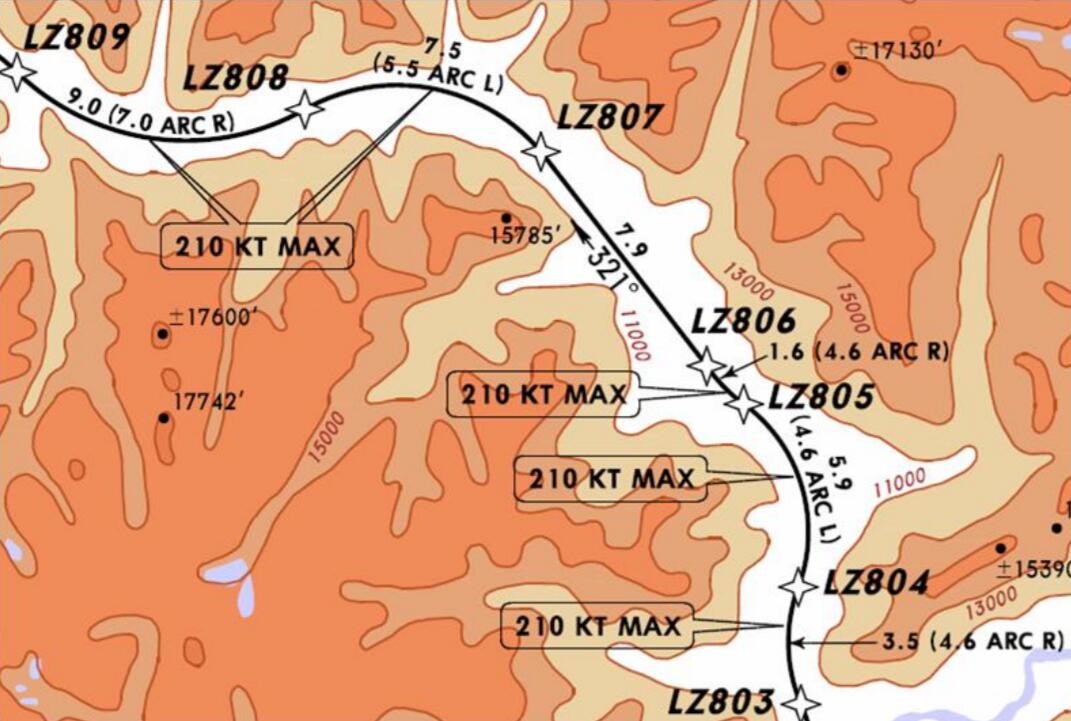 LZ809
LZ808
7.5
(5.5 ARC L)
9.0 (7.0 ARC R)
LZ807
±17130'
210 KT MAX
15785'
7.9
321°
13000
15000
±17600'
11000
LZ806
1.6 (4.6 ARC R)
210 KT MAX
LZ805
17742'
15000
5.9
(4.6 ARC L)
210 KT MAX
11000
LZ804
±15390
13000
210 KT MAX
3.5 (4.6 ARC R)
LZ803